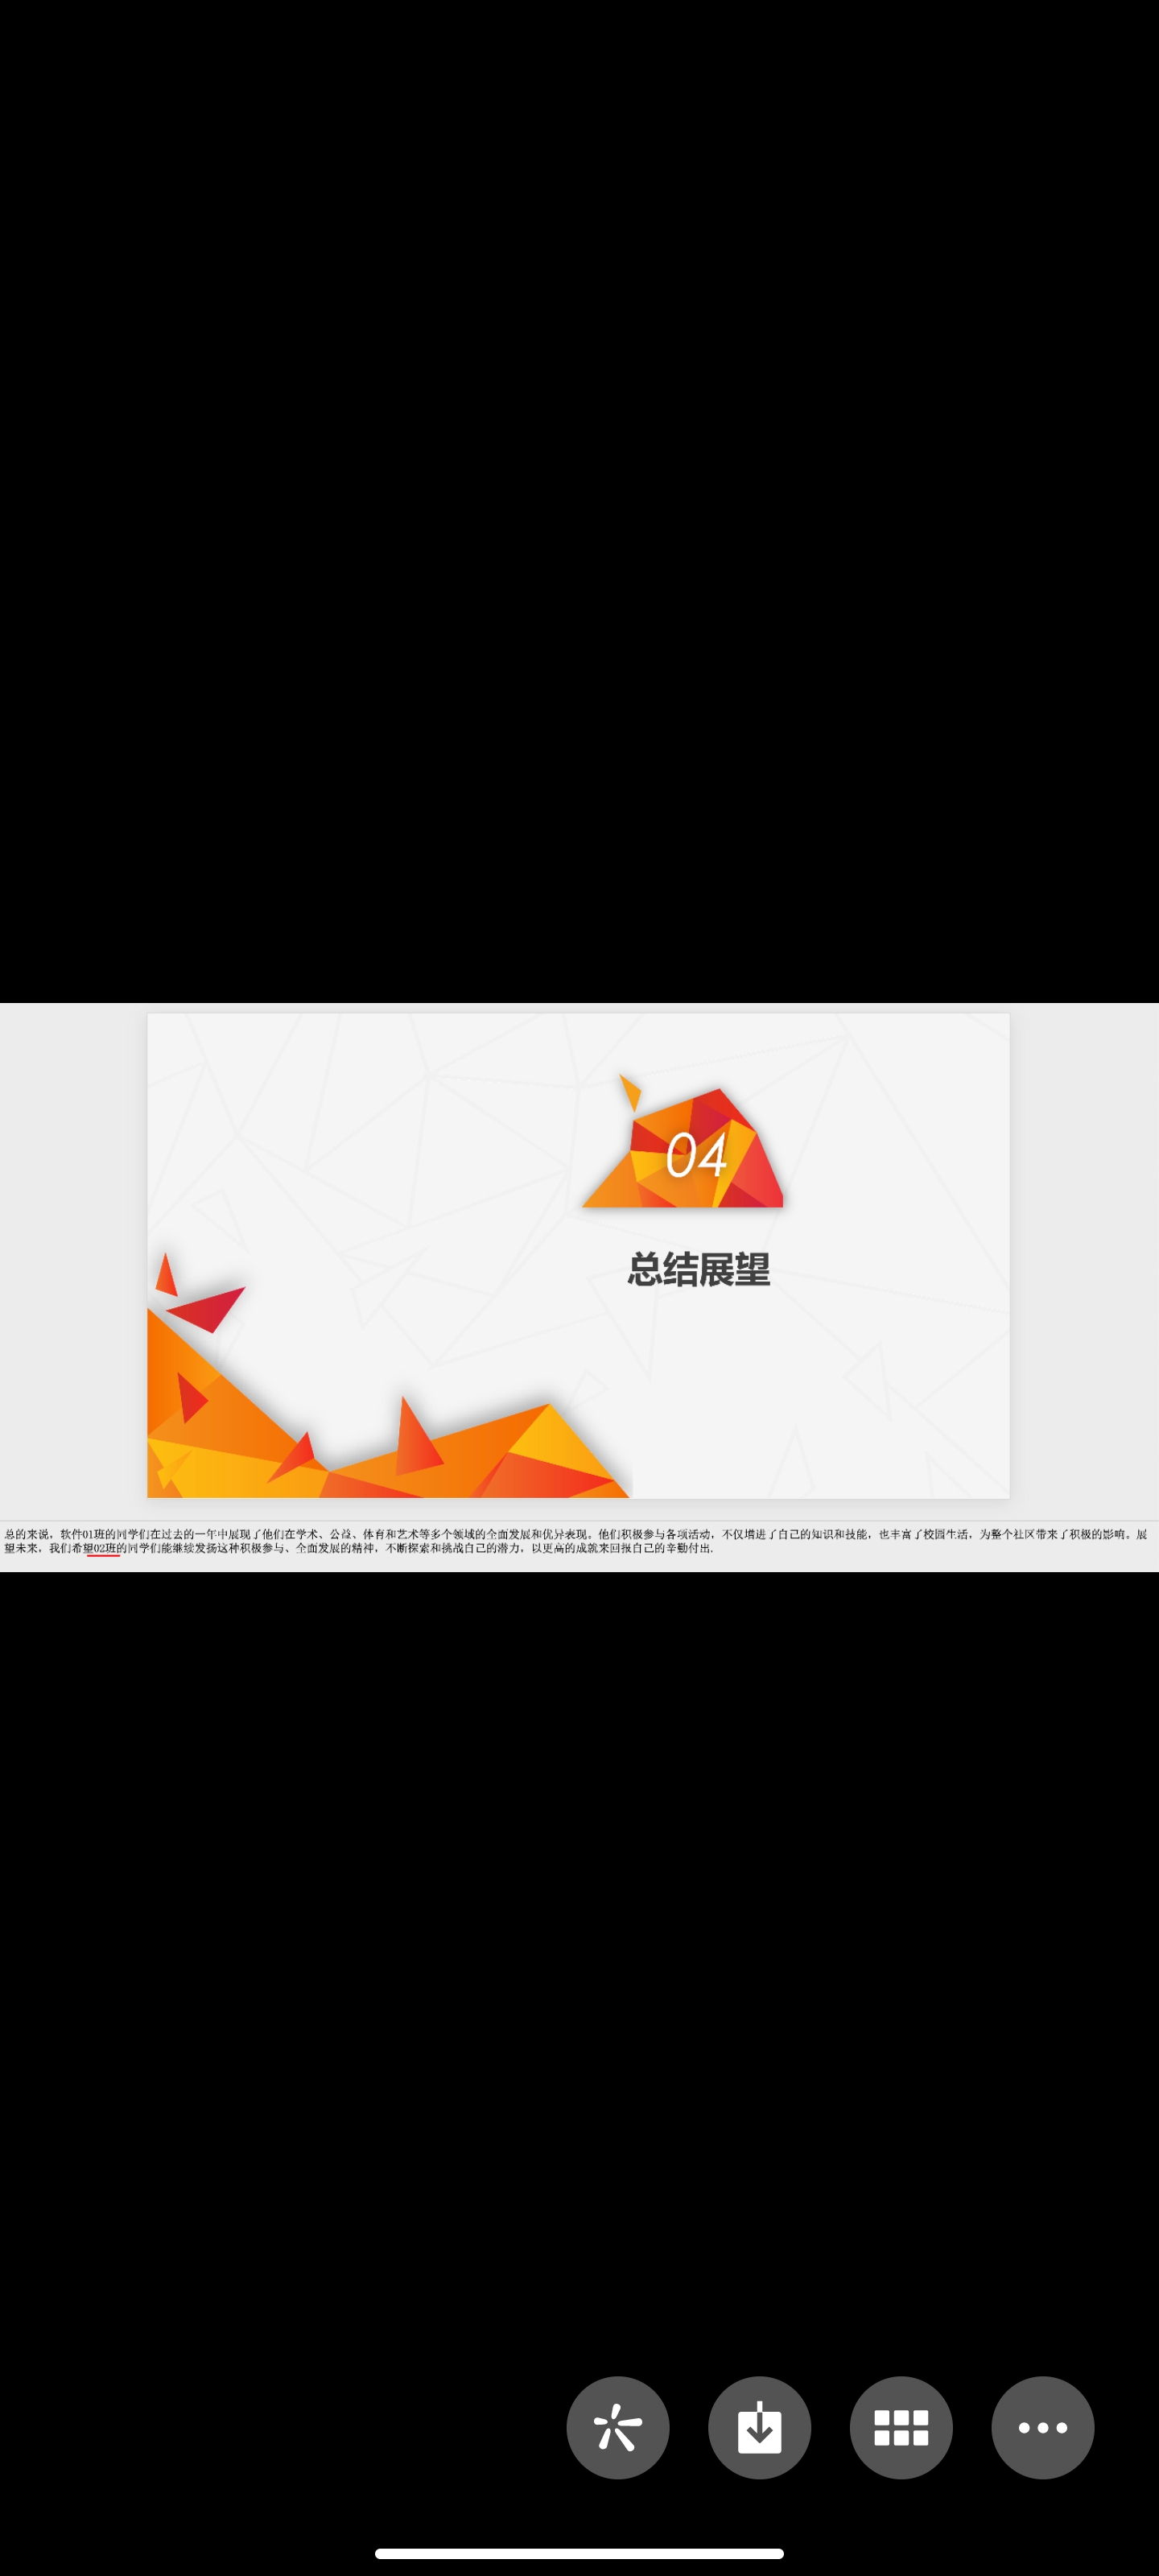 04
总结展望
总的来说，软件01班的同学们在过去的一年中展现了他们在学术、公益、体育和艺术等多个领域的全面发展和优异表现。他们积极参与各项活动，不仅增进了自己的知识和技能，也丰富了校园生活，为整个社区带来了积极的影响。展
望未来，我们希望02班的同学们能继续发扬这种积极参与、全面发展的精神，不断探索和挑战自己的潜力，以更高的成就来回报自己的辛勤付出.